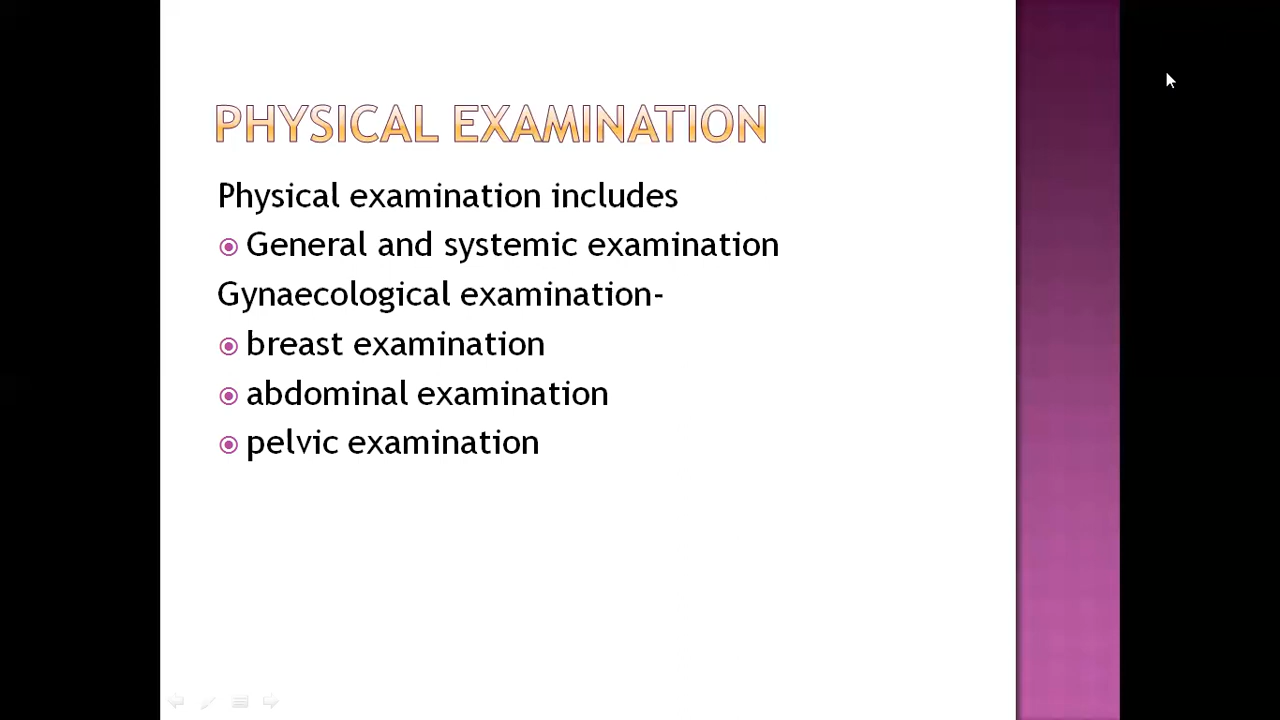 PHYSICAL EXAMINATION
Physical examination includes
General and systemic examination
Gynaecological examination-
breast examination
abdominal examination
pelvic examination